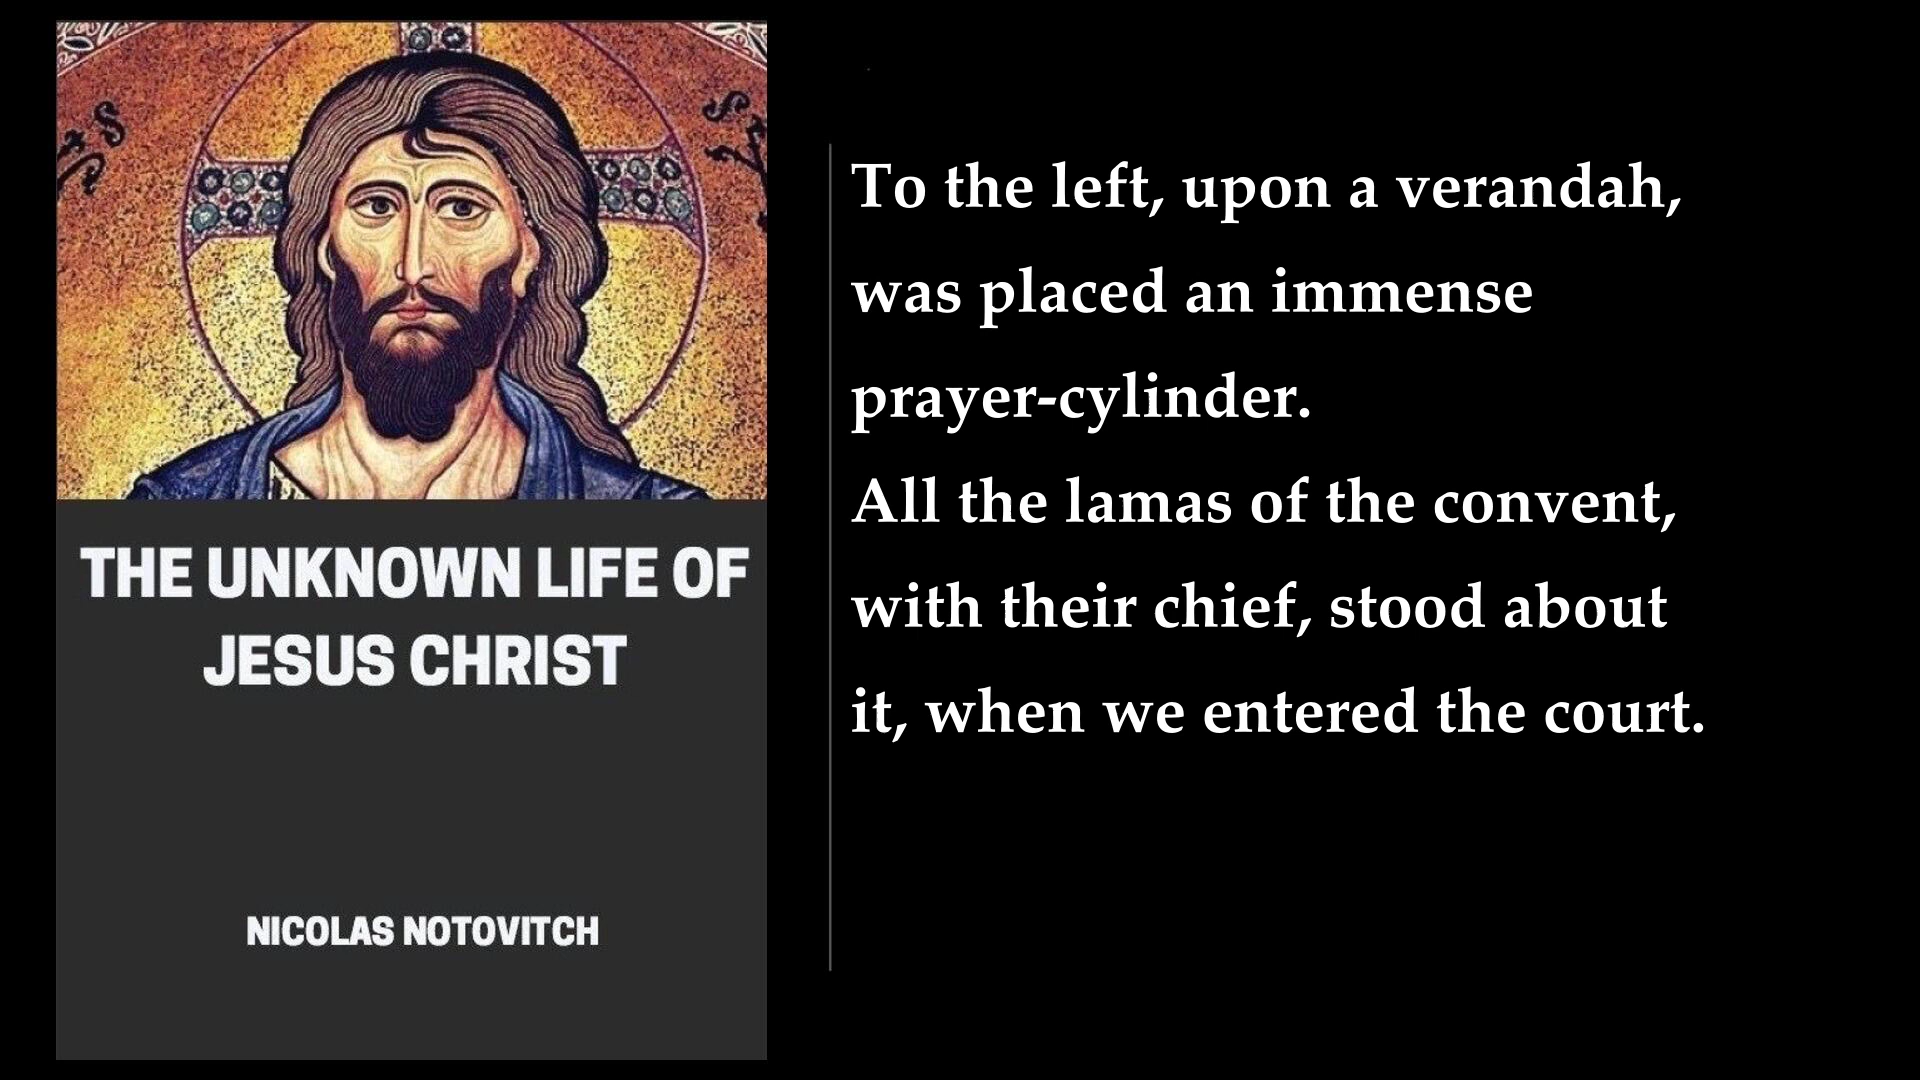 THE UNKNOWN LIFE OF
JESUS CHRIST
NICOLAS NOTOVITCH
To the left, upon a verandah,
was placed an immense
prayer-cylinder.
All the lamas of the convent,
with their chief, stood about
it, when we entered the court.